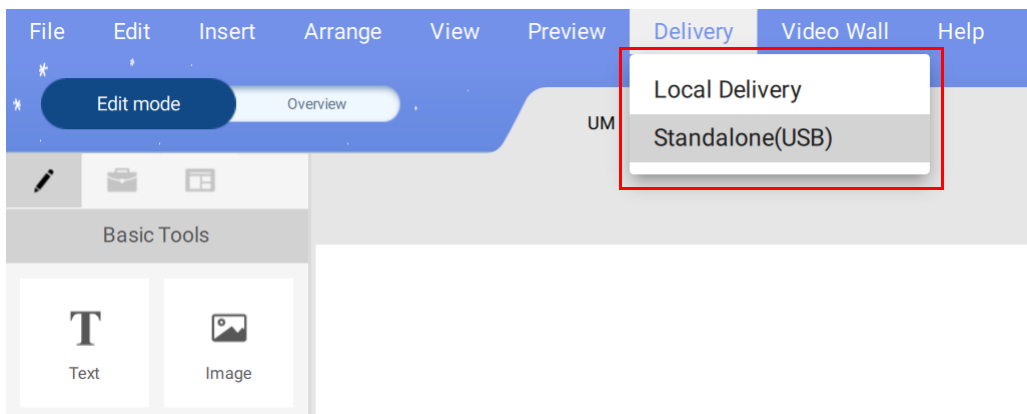 File Edit Insert Arrange View Preview Delivery Video Wall Help
Edit mode Overview
Local Delivery
UM
Standalone(USB)
Basic Tools
Text Image